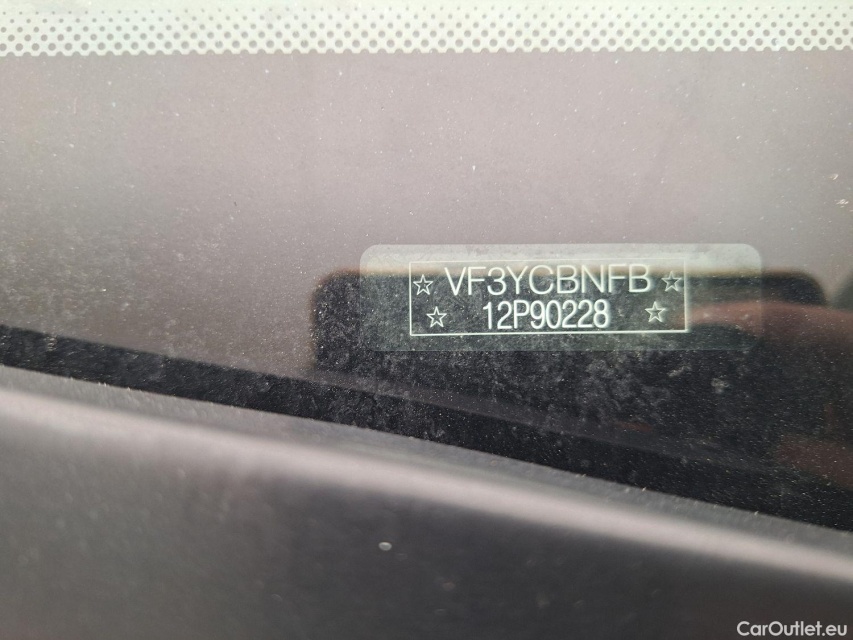 ☆ VF3YCBNFB ☆
☆ 12P90228 ☆
CarOutlet.eu